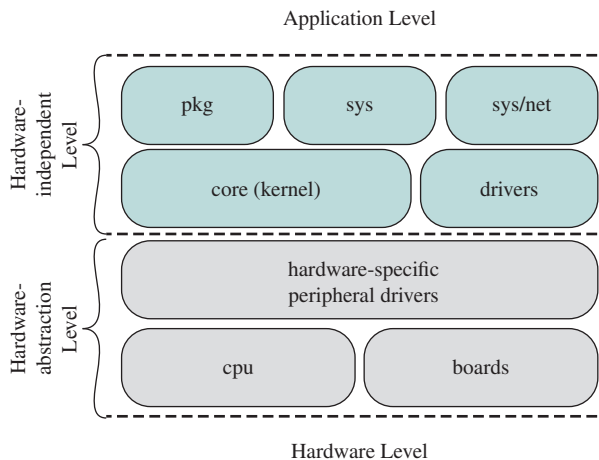 Application Level
Hardware-
independent
Level
pkg
sys
sys/net
core (kernel)
drivers
Hardware-
abstraction
Level
hardware-specific
peripheral drivers
cpu
boards
Hardware Level